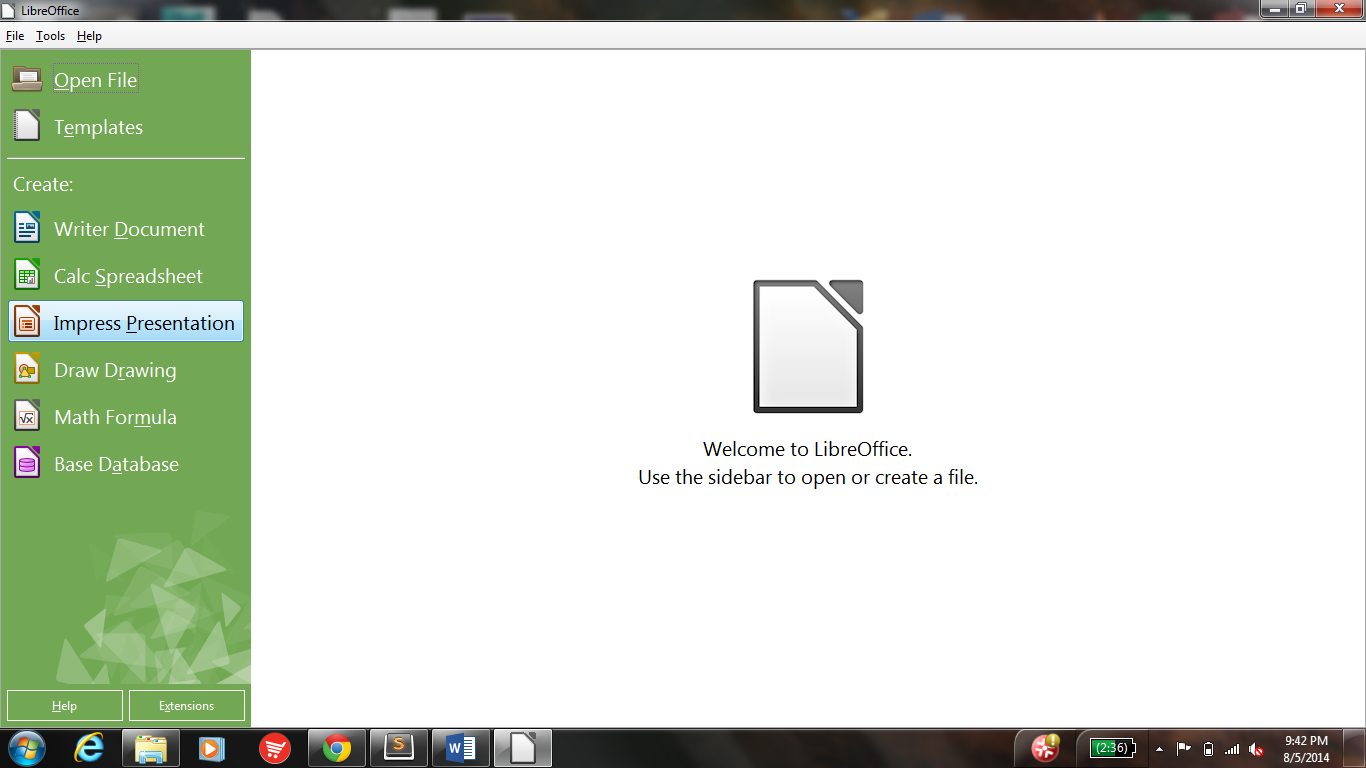 LibreOffice
File Tools Help
Open File
Templates
Create:
Writer Document
Calc Spreadsheet
Impress Presentation
Draw Drawing
Math Formula
Base Database
Welcome to LibreOffice.
Use the sidebar to open or create a file.
Help Extensions
(2:36)
9:42 PM
8/5/2014